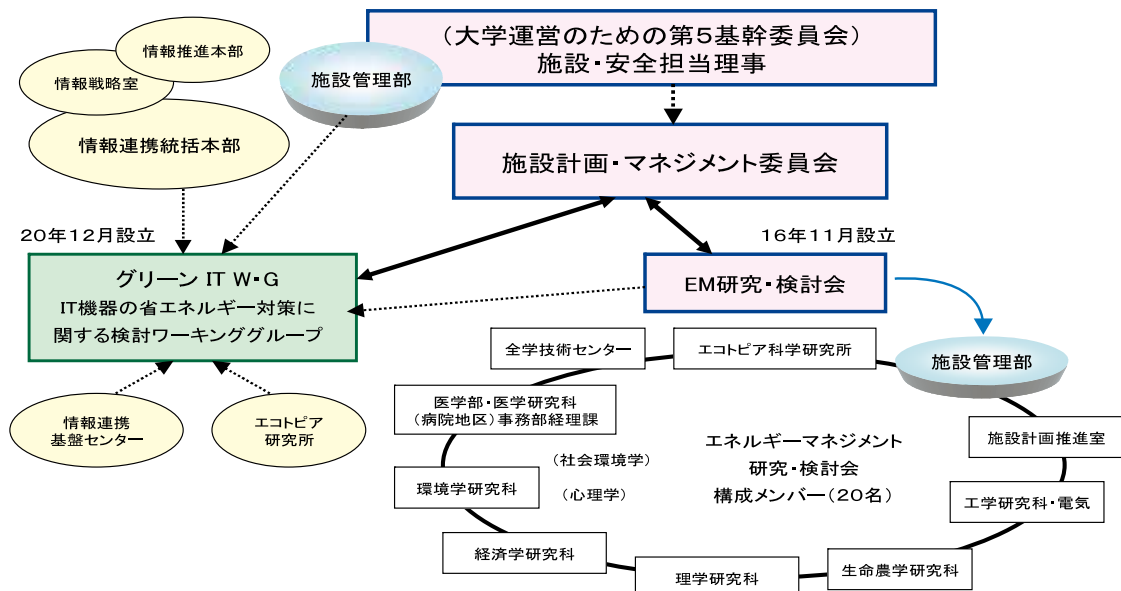 情報推進本部
情報戦略室
情報連携統括本部
施設管理部
（大学運営のための第5基幹委員会）
施設・安全担当理事
施設計画・マネジメント委員会
20年12月設立
16年11月設立
グリーン IT W・G
IT機器の省エネルギー対策に
関する検討ワーキンググループ
EM研究・検討会
情報連携
基盤センター
エコトピア
研究所
全学技術センター
エコトピア科学研究所
施設管理部
医学部・医学研究科
（病院地区）事務部経理課
施設計画推進室
エネルギーマネジメント
研究・検討会
構成メンバー（20名）
（社会環境学）
（心理学）
環境学研究科
工学研究科・電気
経済学研究科
理学研究科
生命農学研究科